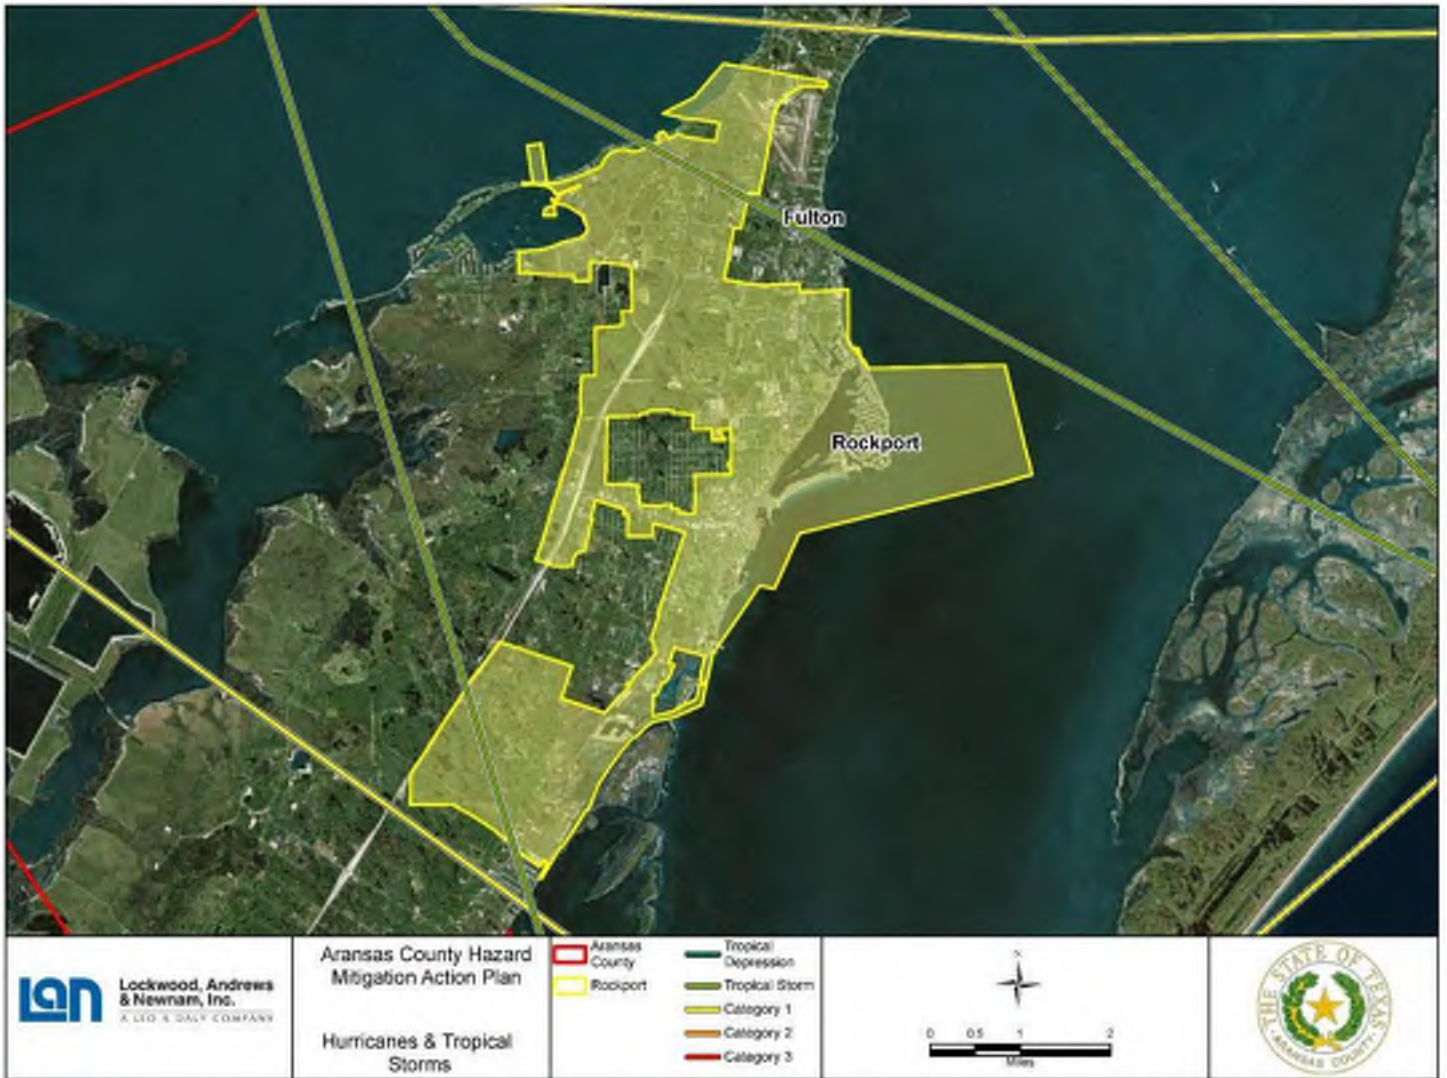 Fulton
Rockport
LAN
Lockwood, Andrews
& Newnam, Inc.
A LEO A DALY COMPANY
Aransas County Hazard
Mitigation Action Plan
Hurricanes & Tropical
Storms
Aransas
County
Rockport
Tropical
Depression
Tropical Storm
Category 1
Category 2
Category 3
N
0 0.5 1 2
Miles
THE STATE OF TEXAS
ARANSAS COUNTY